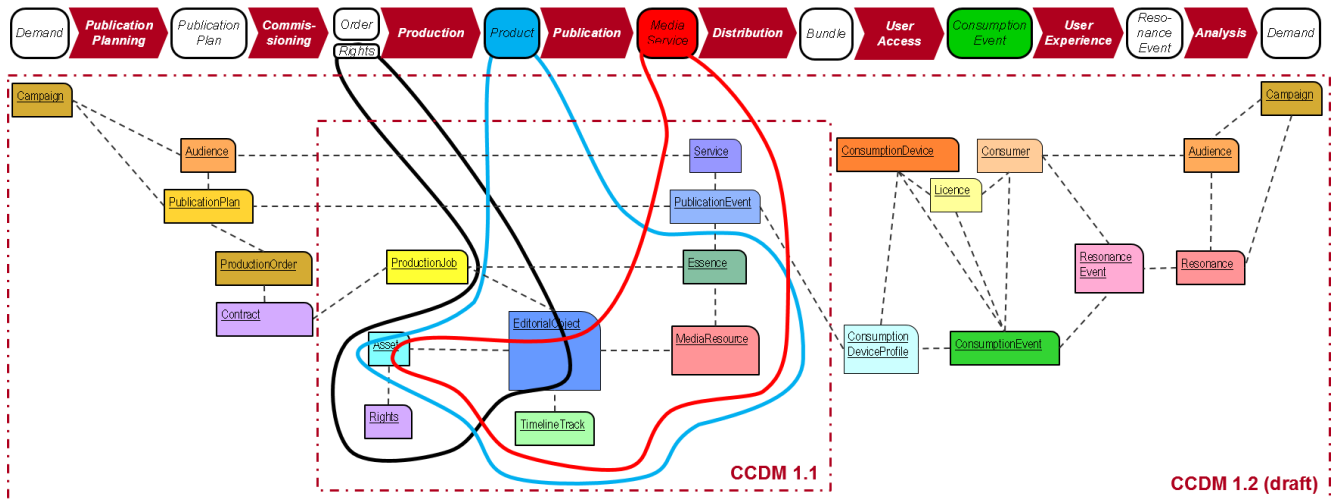 Demand
Publication
Planning
Publication
Plan
Commis-
sioning
Order
Rights
Production
Product
Publication
Media
Service
Distribution
Bundle
User
Access
Consumption
Event
User
Experience
Reso-
nance
Event
Analysis
Demand
Campaign
Campaign
Audience
Service
ConsumptionDevice
Consumer
Audience
Licence
PublicationPlan
PublicationEvent
ProductionOrder
ProductionJob
Essence
Resonance
Event
Resonance
Contract
EditorialObject
Asset
MediaResource
Consumption
DeviceProfile
ConsumptionEvent
Rights
TimelineTrack
CCDM 1.1
CCDM 1.2 (draft)